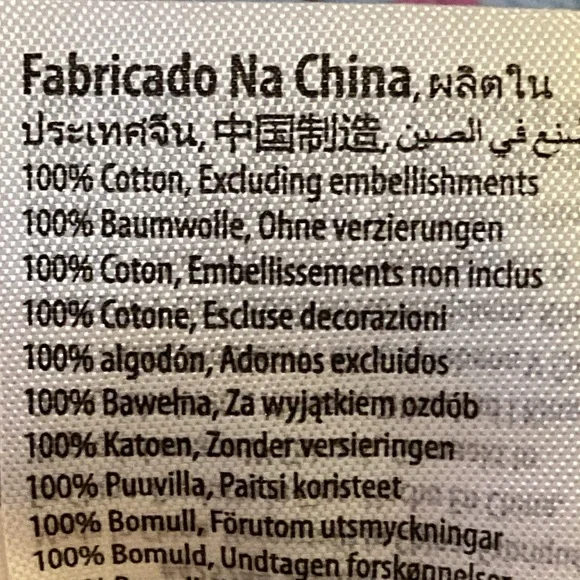 Fabricado Na China, ผลิตใน
ประเทศจีน, 中国制造, صنع في الصين
100% Cotton, Excluding embellishments
100% Baumwolle, Ohne verzierungen
100% Coton, Embellissements non inclus
100% Cotone, Escluse decorazioni
100% algodón, Adornos excluidos
100% Bawełna, Za wyjątkiem ozdób
100% Katoen, Zonder versieringen
100% Puuvilla, Paitsi koristeet
100% Bomull, Förutom utsmyckningar
100% Bomuld, Undtagen